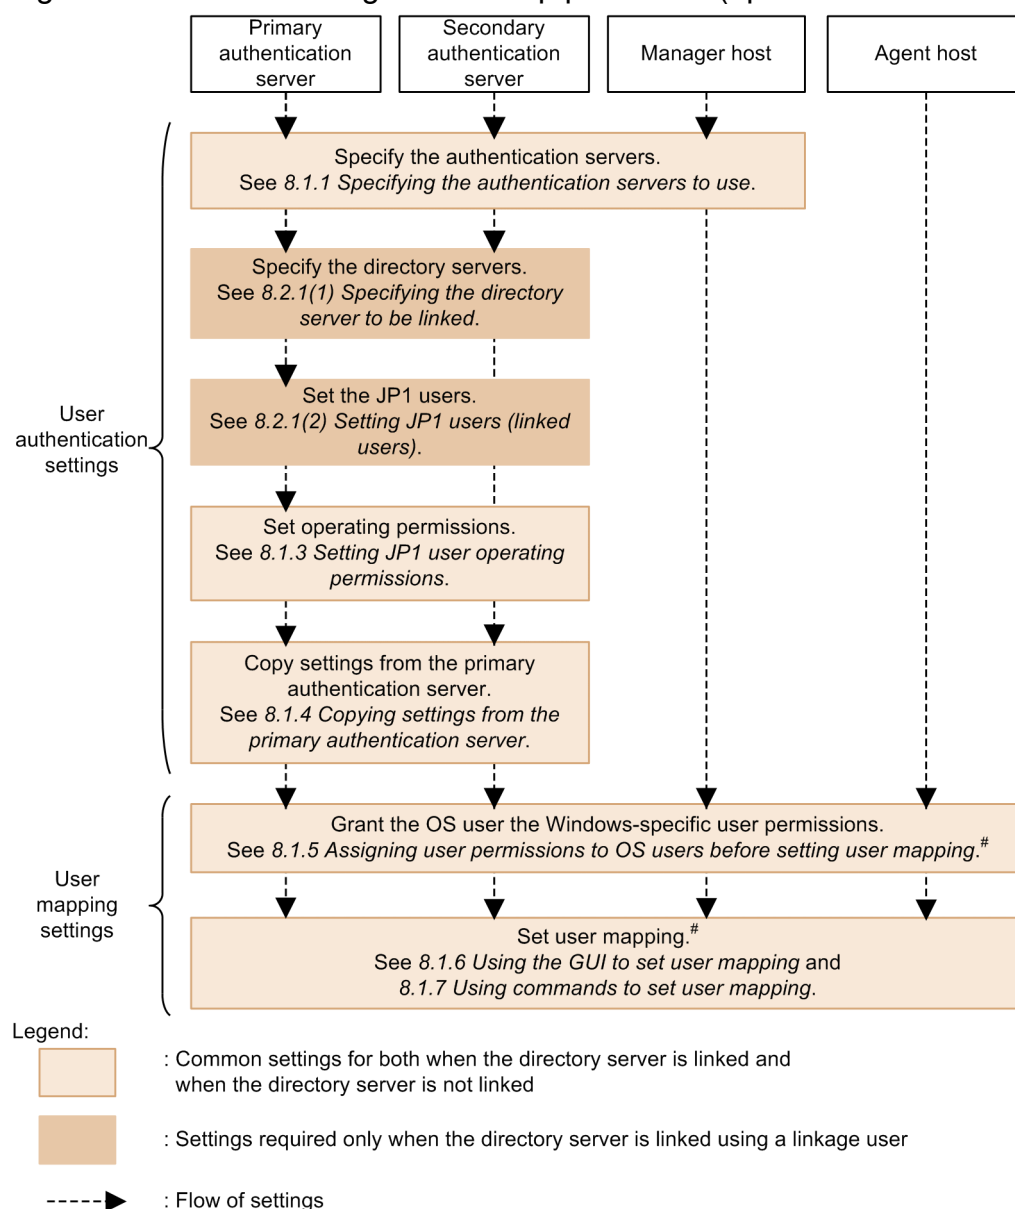 Primary
authentication
server
Secondary
authentication
server
Manager host
Agent host
Specify the authentication servers.
See 8.1.1 Specifying the authentication servers to use.
Specify the directory servers.
See 8.2.1(1) Specifying the directory
server to be linked.
Set the JP1 users.
See 8.2.1(2) Setting JP1 users (linked
users).
User
authentication
settings
Set operating permissions.
See 8.1.3 Setting JP1 user operating
permissions.
Copy settings from the primary
authentication server.
See 8.1.4 Copying settings from the
primary authentication server.
Grant the OS user the Windows-specific user permissions.
See 8.1.5 Assigning user permissions to OS users before setting user mapping.#
User
mapping
settings
Set user mapping.#
See 8.1.6 Using the GUI to set user mapping and
8.1.7 Using commands to set user mapping.
Legend:
: Common settings for both when the directory server is linked and
when the directory server is not linked
: Settings required only when the directory server is linked using a linkage user
: Flow of settings